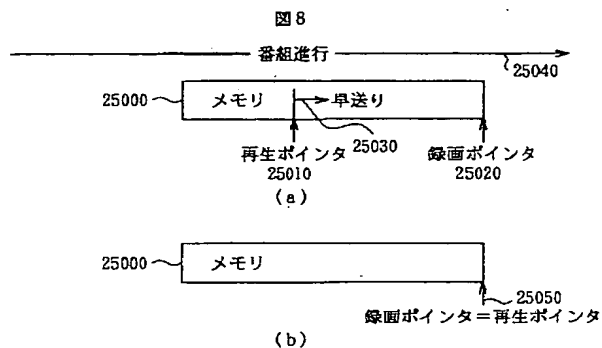 図8
番組進行
25040
25000 メモリ 早送り
25030
再生ポインタ 録画ポインタ
25010 25020
(a)
25000 メモリ
25050
録画ポインタ=再生ポインタ
(b)